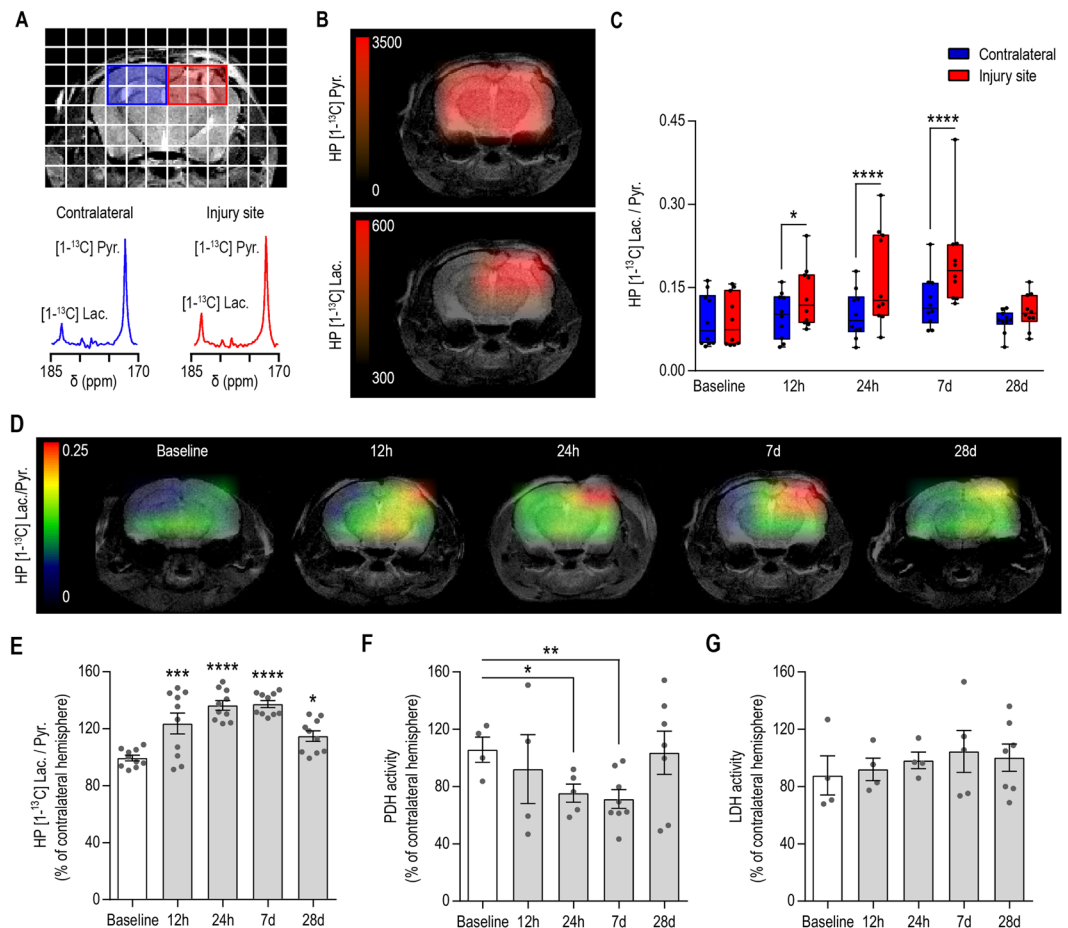 A
Contralateral
Injury site
[1-¹³C] Pyr.
[1-¹³C] Pyr.
[1-¹³C] Lac.
[1-¹³C] Lac.
185
170
185
170
δ (ppm)
δ (ppm)
B
HP [1-¹³C] Pyr.
3500
0
HP [1-¹³C] Lac.
600
300
C
Contralateral
Injury site
HP [1-¹³C] Lac. / Pyr.
0.45
0.30
0.15
0.00
*
****
****
Baseline
12h
24h
7d
28d
D
HP [1-¹³C] Lac./Pyr.
0.25
0
Baseline
12h
24h
7d
28d
E
HP [1-¹³C] Lac. / Pyr.
(% of contralateral hemisphere)
160
120
80
40
0
***
****
****
*
Baseline
12h
24h
7d
28d
F
PDH activity
(% of contralateral hemisphere)
160
120
80
40
0
**
*
Baseline
12h
24h
7d
28d
G
LDH activity
(% of contralateral hemisphere)
160
120
80
40
0
Baseline
12h
24h
7d
28d